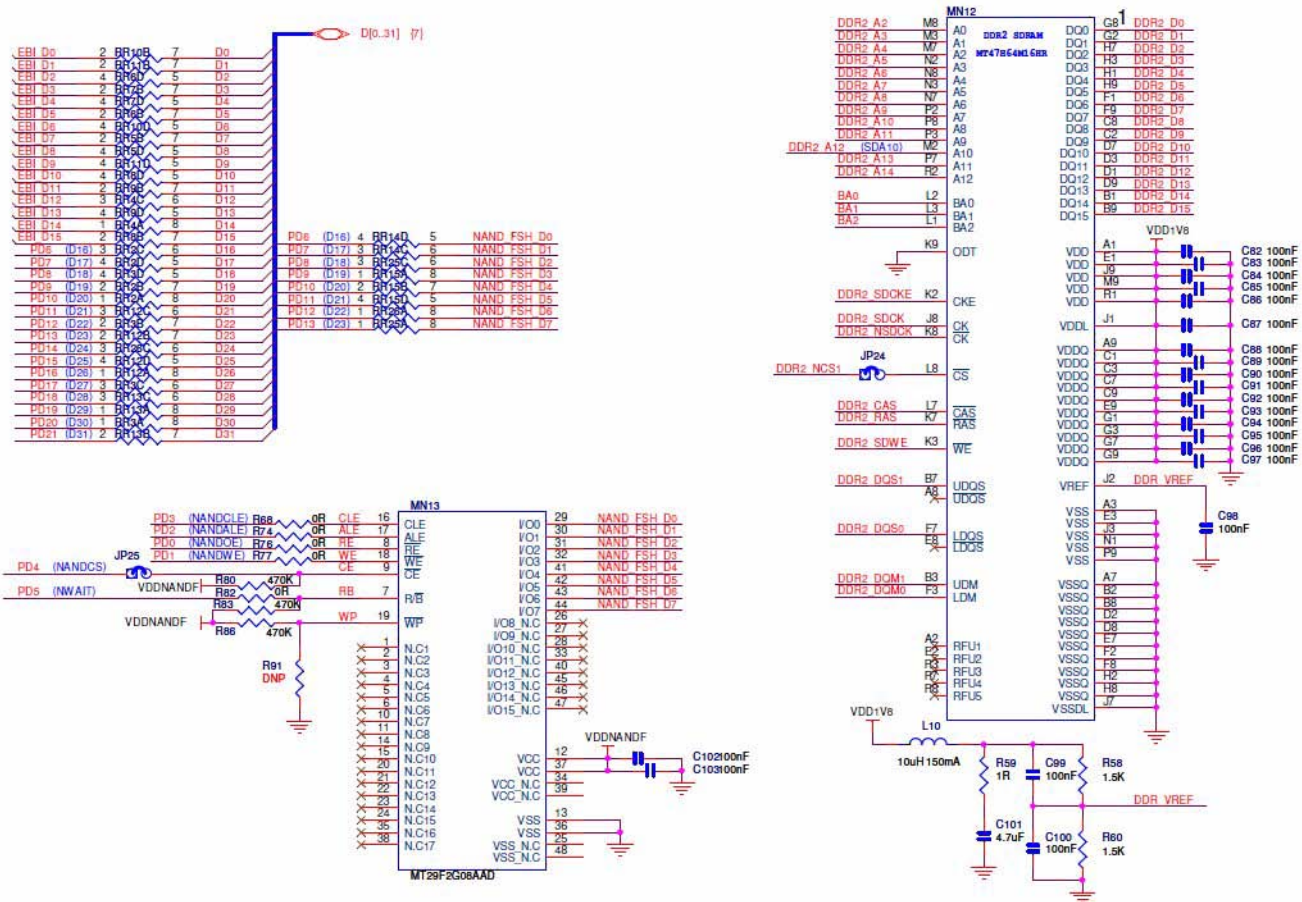 D[0..31] {7}
EBI_D0 2 RR10B 7 D0
EBI_D1 2 RR11B 7 D1
EBI_D2 4 RR6D 5 D2
EBI_D3 2 RR7B 7 D3
EBI_D4 4 RR7D 5 D4
EBI_D5 2 RR6B 7 D5
EBI_D6 4 RR10D 5 D6
EBI_D7 2 RR5B 7 D7
EBI_D8 4 RR5D 5 D8
EBI_D9 4 RR11D 5 D9
EBI_D10 4 RR8D 5 D10
EBI_D11 2 RR9B 7 D11
EBI_D12 3 RR4C 6 D12
EBI_D13 4 RR9D 5 D13
EBI_D14 1 RR4A 8 D14
EBI_D15 2 RR8B 7 D15
PD6 (D16) 3 RR2C 6 D16
PD7 (D17) 4 RR2D 5 D17
PD8 (D18) 4 RR3D 5 D18
PD9 (D19) 2 RR2B 7 D19
PD10 (D20) 1 RR2A 8 D20
PD11 (D21) 3 RR12C 6 D21
PD12 (D22) 2 RR3B 7 D22
PD13 (D23) 2 RR12B 7 D23
PD14 (D24) 3 6 D24
PD15 (D25) 4 RR12D 5 D25
PD16 (D26) 1 RR12A 8 D26
PD17 (D27) 3 RR3C 6 D27
PD18 (D28) 3 RR13C 6 D28
PD19 (D29) 1 RR13A 8 D29
PD20 (D30) 1 RR3A 8 D30
PD21 (D31) 2 RR13B 7 D31
PD6 (D16) 4 RR14D 5 NAND_FSH_D0
PD7 (D17) 3 RR14C 6 NAND_FSH_D1
PD8 (D18) 3 RR25C 6 NAND_FSH_D2
PD9 (D19) 1 RR15A 8 NAND_FSH_D3
PD10 (D20) 2 RR15B 7 NAND_FSH_D4
PD11 (D21) 4 RR15D 5 NAND_FSH_D5
PD12 (D22) 1 RR26A 8 NAND_FSH_D6
PD13 (D23) 1 RR25A 8 NAND_FSH_D7
MN13
PD3 (NANDCLE) R68 0R CLE 16 CLE
PD2 (NANDALE) R74 0R ALE 17 ALE
PD0 (NANDOE) R76 0R RE 8 RE
PD1 (NANDWE) R77 0R WE 18 WE
PD4 (NANDCS) JP25 CE 9 CE
VDDNANDF R80 470K
PD5 (NWAIT) R82 0R RB 7 R/B
R83 470K
VDDNANDF R86 470K WP 19 WP
R91
DNP
1 N.C1
2 N.C2
3 N.C3
4 N.C4
5 N.C5
6 N.C6
10 N.C7
11 N.C8
14 N.C9
15 N.C10
20 N.C11
21 N.C12
22 N.C13
23 N.C14
24 N.C15
35 N.C16
38 N.C17
I/O0 29 NAND_FSH_D0
I/O1 30 NAND_FSH_D1
I/O2 31 NAND_FSH_D2
I/O3 32 NAND_FSH_D3
I/O4 41 NAND_FSH_D4
I/O5 42 NAND_FSH_D5
I/O6 43 NAND_FSH_D6
I/O7 44 NAND_FSH_D7
I/O8_N.C 26
I/O9_N.C 27
I/O10_N.C 28
I/O11_N.C 33
I/O12_N.C 40
I/O13_N.C 45
I/O14_N.C 46
I/O15_N.C 47
VDDNANDF
VCC 12 C102 100nF
VCC 37 C103 100nF
VCC_N.C 34
VCC_N.C 39
VSS 13
VSS 36
VSS_N.C 25
VSS_N.C 48
MT29F2G08AAD
MN12
1
DDR2 SDRAM
MT47H64M16HR
DDR2_A2 M8 A0
DDR2_A3 M3 A1
DDR2_A4 M7 A2
DDR2_A5 N2 A3
DDR2_A6 N8 A4
DDR2_A7 N3 A5
DDR2_A8 N7 A6
DDR2_A9 P2 A7
DDR2_A10 P8 A8
DDR2_A11 P3 A9
DDR2_A12 (SDA10) M2 A10
DDR2_A13 P7 A11
DDR2_A14 R2 A12
BA0 L2 BA0
BA1 L3 BA1
BA2 L1 BA2
K9 ODT
DDR2_SDCKE K2 CKE
DDR2_SDCK J8 CK
DDR2_NSDCK K8 CK
DDR2_NCS1 JP24 L8 CS
DDR2_CAS L7 CAS
DDR2_RAS K7 RAS
DDR2_SDWE K3 WE
DDR2_DQS1 B7 UDQS
A8 UDQS
DDR2_DQS0 F7 LDQS
E8 LDQS
DDR2_DQM1 B3 UDM
DDR2_DQM0 F3 LDM
A2 RFU1
E2 RFU2
R3 RFU3
R7 RFU4
R8 RFU5
DQ0 G8 DDR2_D0
DQ1 G2 DDR2_D1
DQ2 H7 DDR2_D2
DQ3 H3 DDR2_D3
DQ4 H1 DDR2_D4
DQ5 H9 DDR2_D5
DQ6 F1 DDR2_D6
DQ7 F9 DDR2_D7
DQ8 C8 DDR2_D8
DQ9 C2 DDR2_D9
DQ10 D7 DDR2_D10
DQ11 D3 DDR2_D11
DQ12 D1 DDR2_D12
DQ13 D9 DDR2_D13
DQ14 B1 DDR2_D14
DQ15 B9 DDR2_D15
VDD1V8
VDD A1 C82 100nF
VDD E1 C83 100nF
VDD J9 C84 100nF
VDD M9 C85 100nF
VDD R1 C86 100nF
VDDL J1 C87 100nF
VDDQ A9 C88 100nF
VDDQ C1 C89 100nF
VDDQ C3 C90 100nF
VDDQ C7 C91 100nF
VDDQ C9 C92 100nF
VDDQ E9 C93 100nF
VDDQ G1 C94 100nF
VDDQ G3 C95 100nF
VDDQ G7 C96 100nF
VDDQ G9 C97 100nF
VREF J2 DDR_VREF
C98
100nF
VSS A3
VSS E3
VSS J3
VSS N1
VSS P9
VSSQ A7
VSSQ B2
VSSQ B8
VSSQ D2
VSSQ D8
VSSQ E7
VSSQ F2
VSSQ F8
VSSQ H2
VSSQ H8
VSSDL J7
VDD1V8
L10
10uH 150mA
R59
1R
C99
100nF
R58
1.5K
DDR_VREF
C101
4.7uF
C100
100nF
R60
1.5K